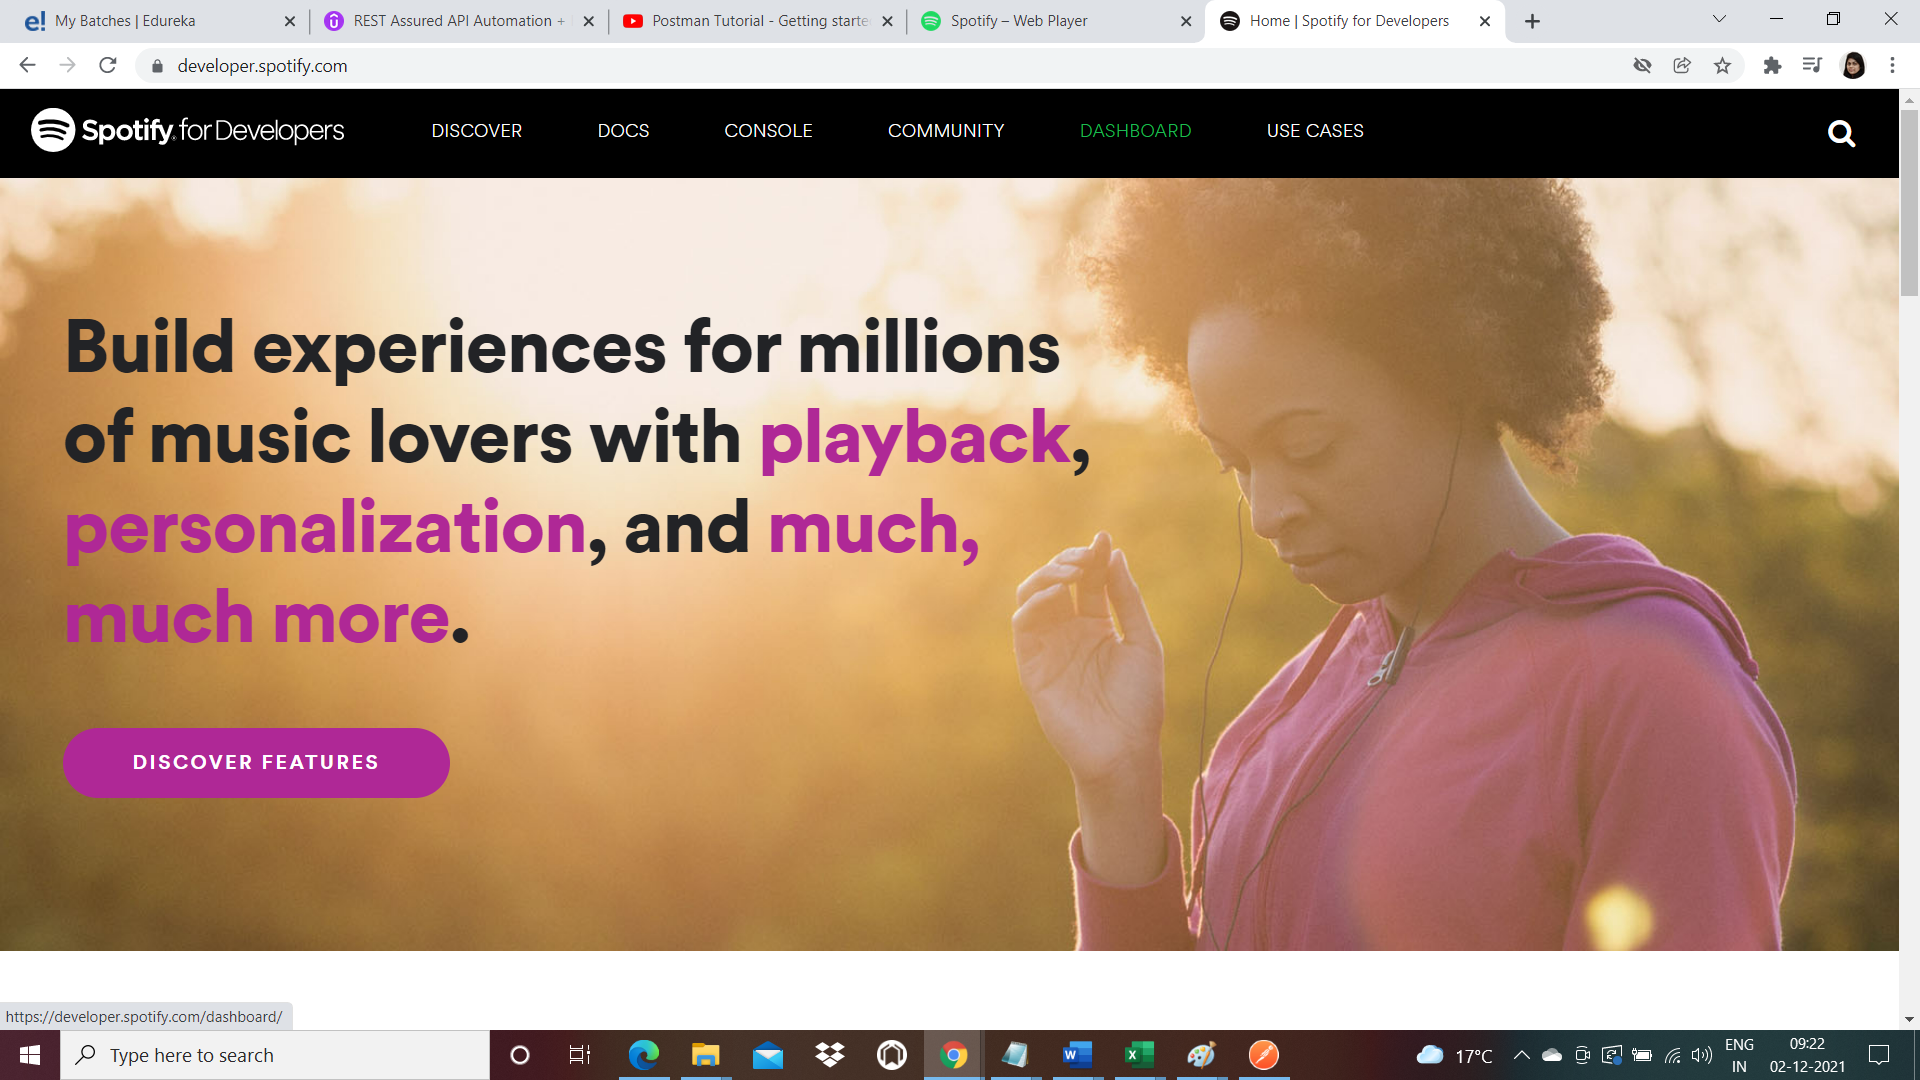 My Batches | Edureka
REST Assured API Automation +
Postman Tutorial - Getting starte
Spotify – Web Player
Home | Spotify for Developers
developer.spotify.com
Spotify for Developers
DISCOVER
DOCS
CONSOLE
COMMUNITY
DASHBOARD
USE CASES
Build experiences for millions
of music lovers with playback,
personalization, and much,
much more.
DISCOVER FEATURES
https://developer.spotify.com/dashboard/
Type here to search
17°C
ENG
IN
09:22
02-12-2021